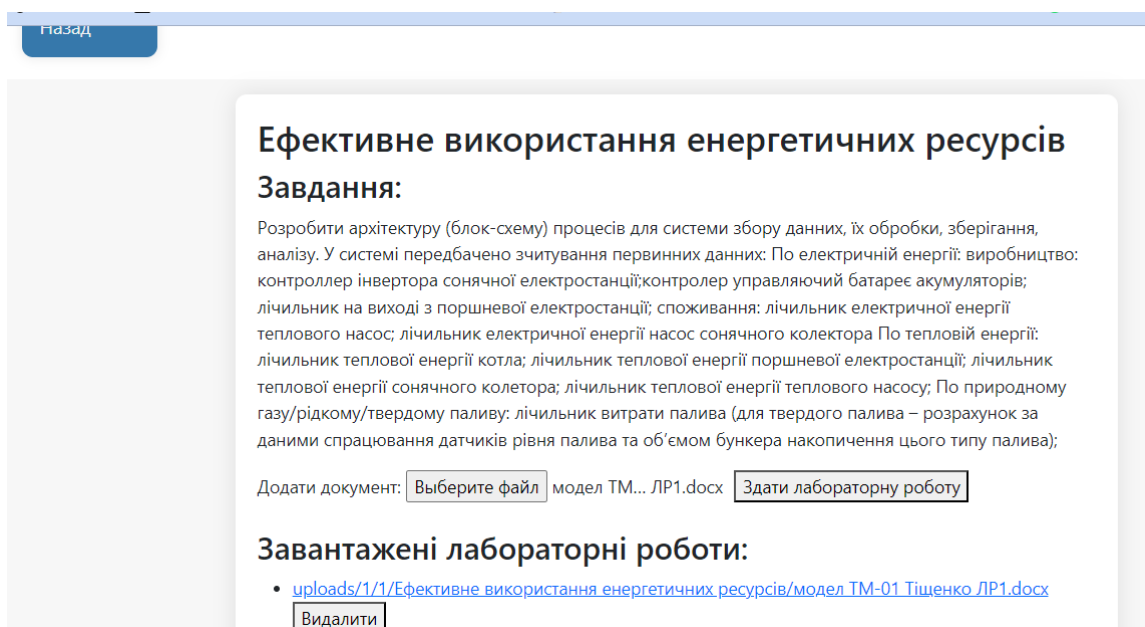 Назад
Ефективне використання енергетичних ресурсів
Завдання:
Розробити архітектуру (блок-схему) процесів для системи збору данних, їх обробки, зберігання,
аналізу. У системі передбачено зчитування первинних данних: По електричній енергії: виробництво:
контроллер інвертора сонячної електростанції;контролер управляючий батареє акумуляторів;
лічильник на виході з поршневої електростанції; споживання: лічильник електричної енергії
теплового насос; лічильник електричної енергії насос сонячного колектора По тепловій енергії:
лічильник теплової енергії котла; лічильник теплової енергії поршневої електростанції; лічильник
теплової енергії сонячного колетора; лічильник теплової енергії теплового насосу; По природному
газу/рідкому/твердому паливу: лічильник витрати палива (для твердого палива – розрахунок за
даними спрацювання датчиків рівня палива та об’ємом бункера накопичення цього типу палива);
Додати документ: Выберите файл модел ТМ... ЛР1.docx Здати лабораторну роботу
Завантажені лабораторні роботи:
uploads/1/1/Ефективне використання енергетичних ресурсів/модел ТМ-01 Тіщенко ЛР1.docx
Видалити